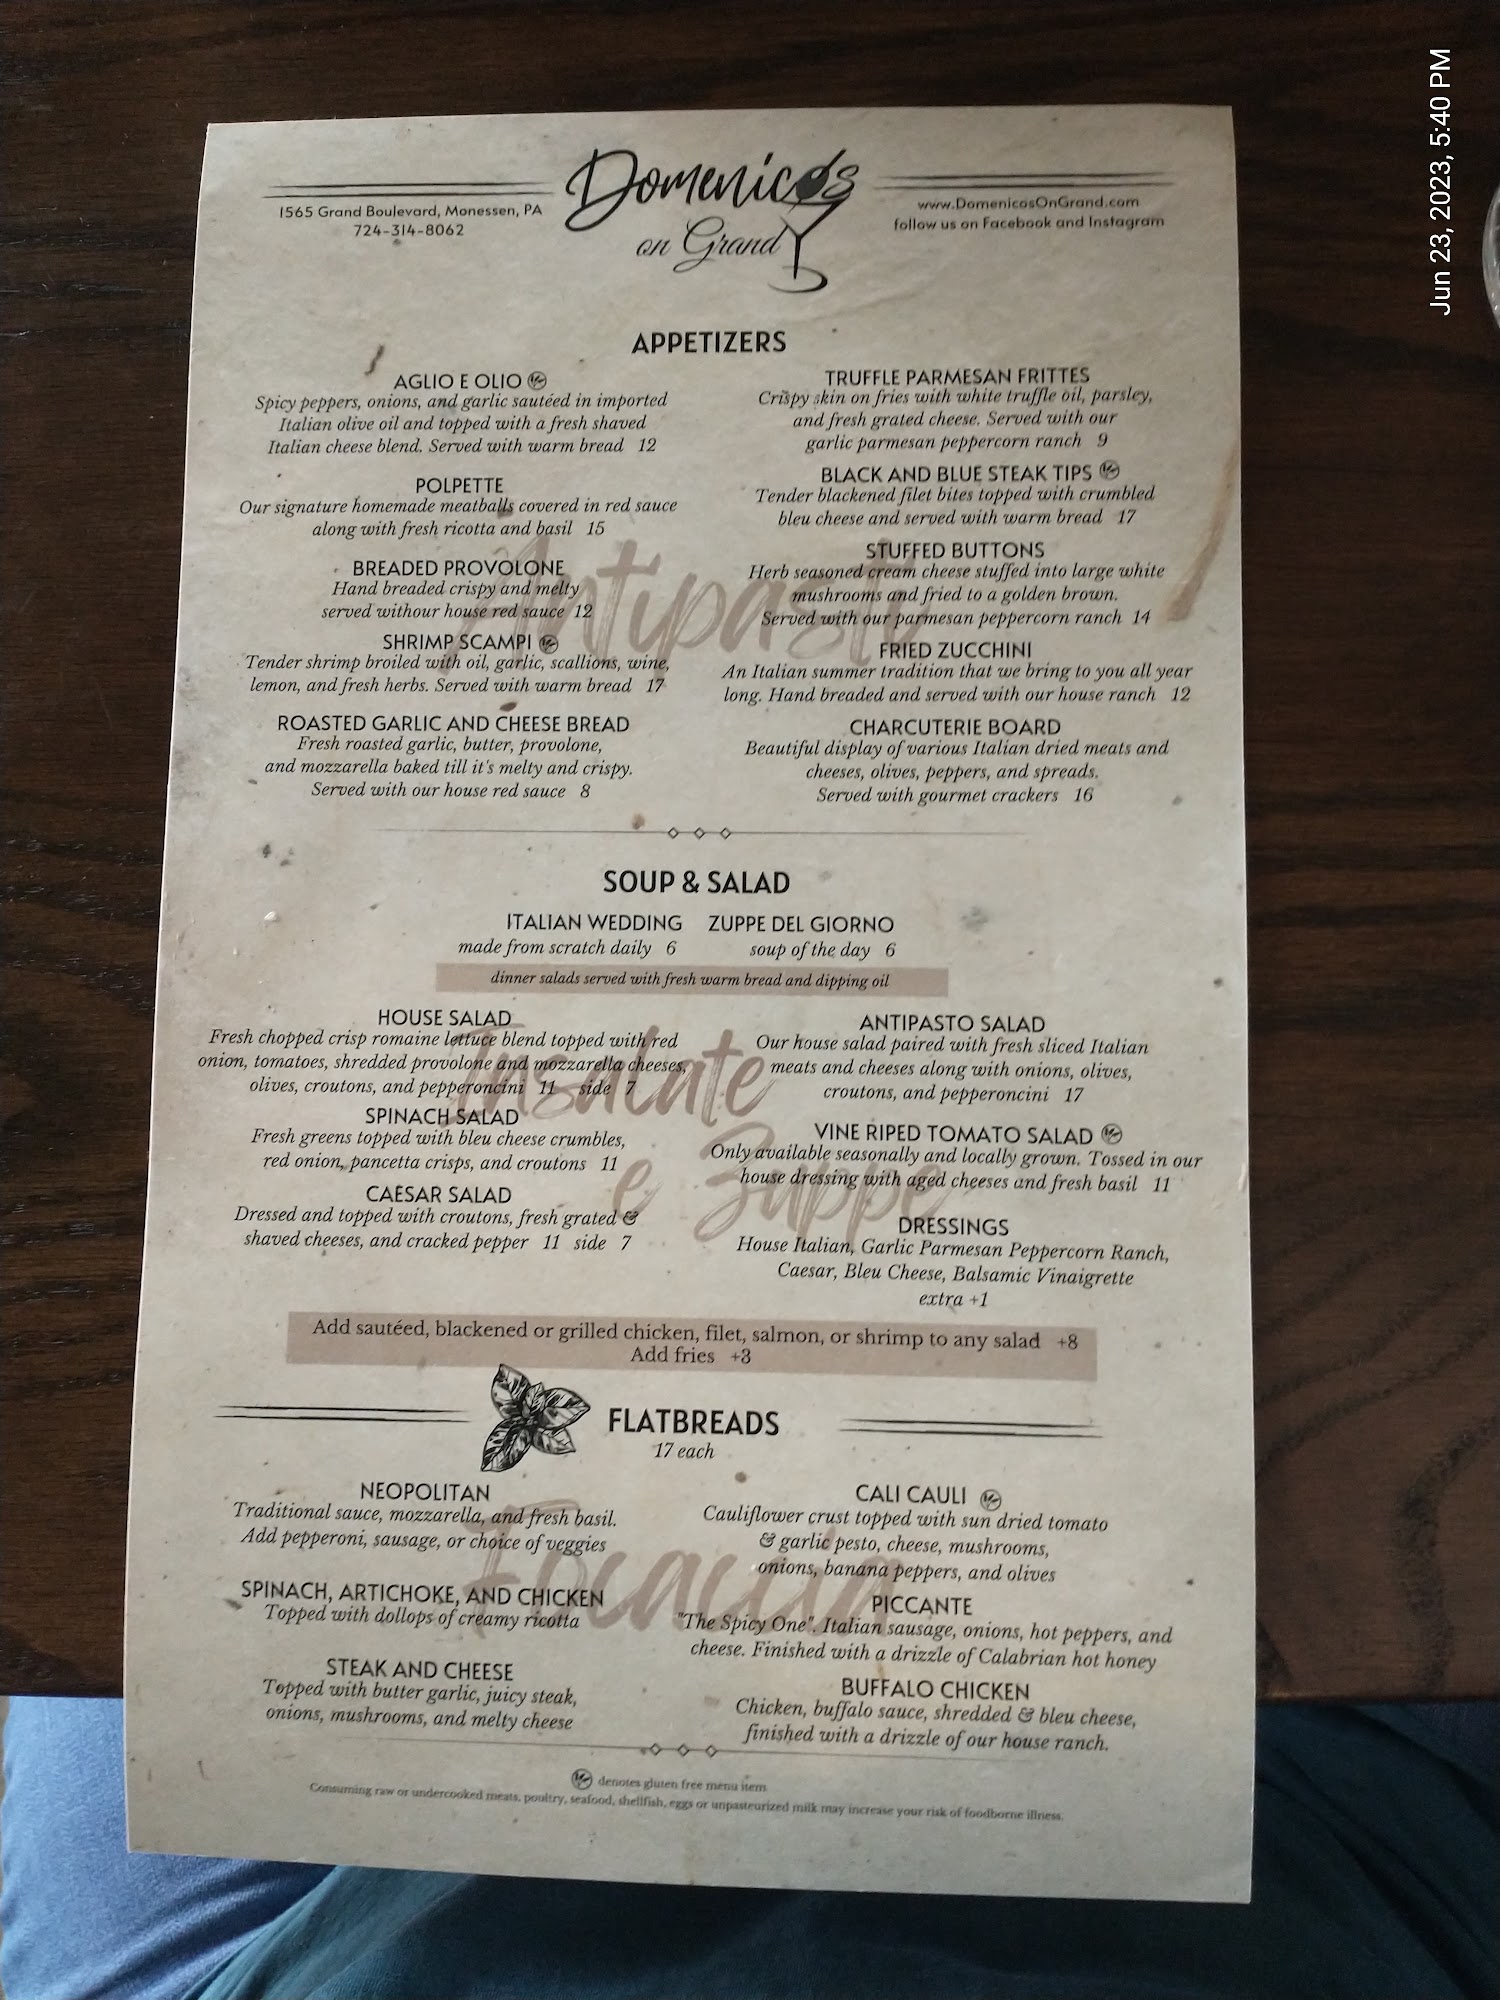 Jun 23, 2023, 5:40 PM
Domenico's
on Grand
1565 Grand Boulevard, Monessen, PA
724-314-8062
www.DomenicosOnGrand.com
follow us on Facebook and Instagram
APPETIZERS
Antipasti
AGLIO E OLIO
Spicy peppers, onions, and garlic sautéed in imported
Italian olive oil and topped with a fresh shaved
Italian cheese blend. Served with warm bread 12
POLPETTE
Our signature homemade meatballs covered in red sauce
along with fresh ricotta and basil 15
BREADED PROVOLONE
Hand breaded crispy and melty
served withour house red sauce 12
SHRIMP SCAMPI
Tender shrimp broiled with oil, garlic, scallions, wine,
lemon, and fresh herbs. Served with warm bread 17
ROASTED GARLIC AND CHEESE BREAD
Fresh roasted garlic, butter, provolone,
and mozzarella baked till it's melty and crispy.
Served with our house red sauce 8
TRUFFLE PARMESAN FRITTES
Crispy skin on fries with white truffle oil, parsley,
and fresh grated cheese. Served with our
garlic parmesan peppercorn ranch 9
BLACK AND BLUE STEAK TIPS
Tender blackened filet bites topped with crumbled
bleu cheese and served with warm bread 17
STUFFED BUTTONS
Herb seasoned cream cheese stuffed into large white
mushrooms and fried to a golden brown.
Served with our parmesan peppercorn ranch 14
FRIED ZUCCHINI
An Italian summer tradition that we bring to you all year
long. Hand breaded and served with our house ranch 12
CHARCUTERIE BOARD
Beautiful display of various Italian dried meats and
cheeses, olives, peppers, and spreads.
Served with gourmet crackers 16
SOUP & SALAD
ITALIAN WEDDING
made from scratch daily 6
ZUPPE DEL GIORNO
soup of the day 6
dinner salads served with fresh warm bread and dipping oil
Insalate
e Zuppe
HOUSE SALAD
Fresh chopped crisp romaine lettuce blend topped with red
onion, tomatoes, shredded provolone and mozzarella cheeses,
olives, croutons, and pepperoncini 11 side 7
SPINACH SALAD
Fresh greens topped with bleu cheese crumbles,
red onion, pancetta crisps, and croutons 11
CAESAR SALAD
Dressed and topped with croutons, fresh grated &
shaved cheeses, and cracked pepper 11 side 7
ANTIPASTO SALAD
Our house salad paired with fresh sliced Italian
meats and cheeses along with onions, olives,
croutons, and pepperoncini 17
VINE RIPED TOMATO SALAD
Only available seasonally and locally grown. Tossed in our
house dressing with aged cheeses and fresh basil 11
DRESSINGS
House Italian, Garlic Parmesan Peppercorn Ranch,
Caesar, Bleu Cheese, Balsamic Vinaigrette
extra +1
Add sautéed, blackened or grilled chicken, filet, salmon, or shrimp to any salad +8
Add fries +3
FLATBREADS
17 each
Focaccia
NEOPOLITAN
Traditional sauce, mozzarella, and fresh basil.
Add pepperoni, sausage, or choice of veggies
SPINACH, ARTICHOKE, AND CHICKEN
Topped with dollops of creamy ricotta
STEAK AND CHEESE
Topped with butter garlic, juicy steak,
onions, mushrooms, and melty cheese
CALI CAULI
Cauliflower crust topped with sun dried tomato
& garlic pesto, cheese, mushrooms,
onions, banana peppers, and olives
PICCANTE
"The Spicy One". Italian sausage, onions, hot peppers, and
cheese. Finished with a drizzle of Calabrian hot honey
BUFFALO CHICKEN
Chicken, buffalo sauce, shredded & bleu cheese,
finished with a drizzle of our house ranch.
denotes gluten free menu item
Consuming raw or undercooked meats, poultry, seafood, shellfish, eggs or unpasteurized milk may increase your risk of foodborne illness.